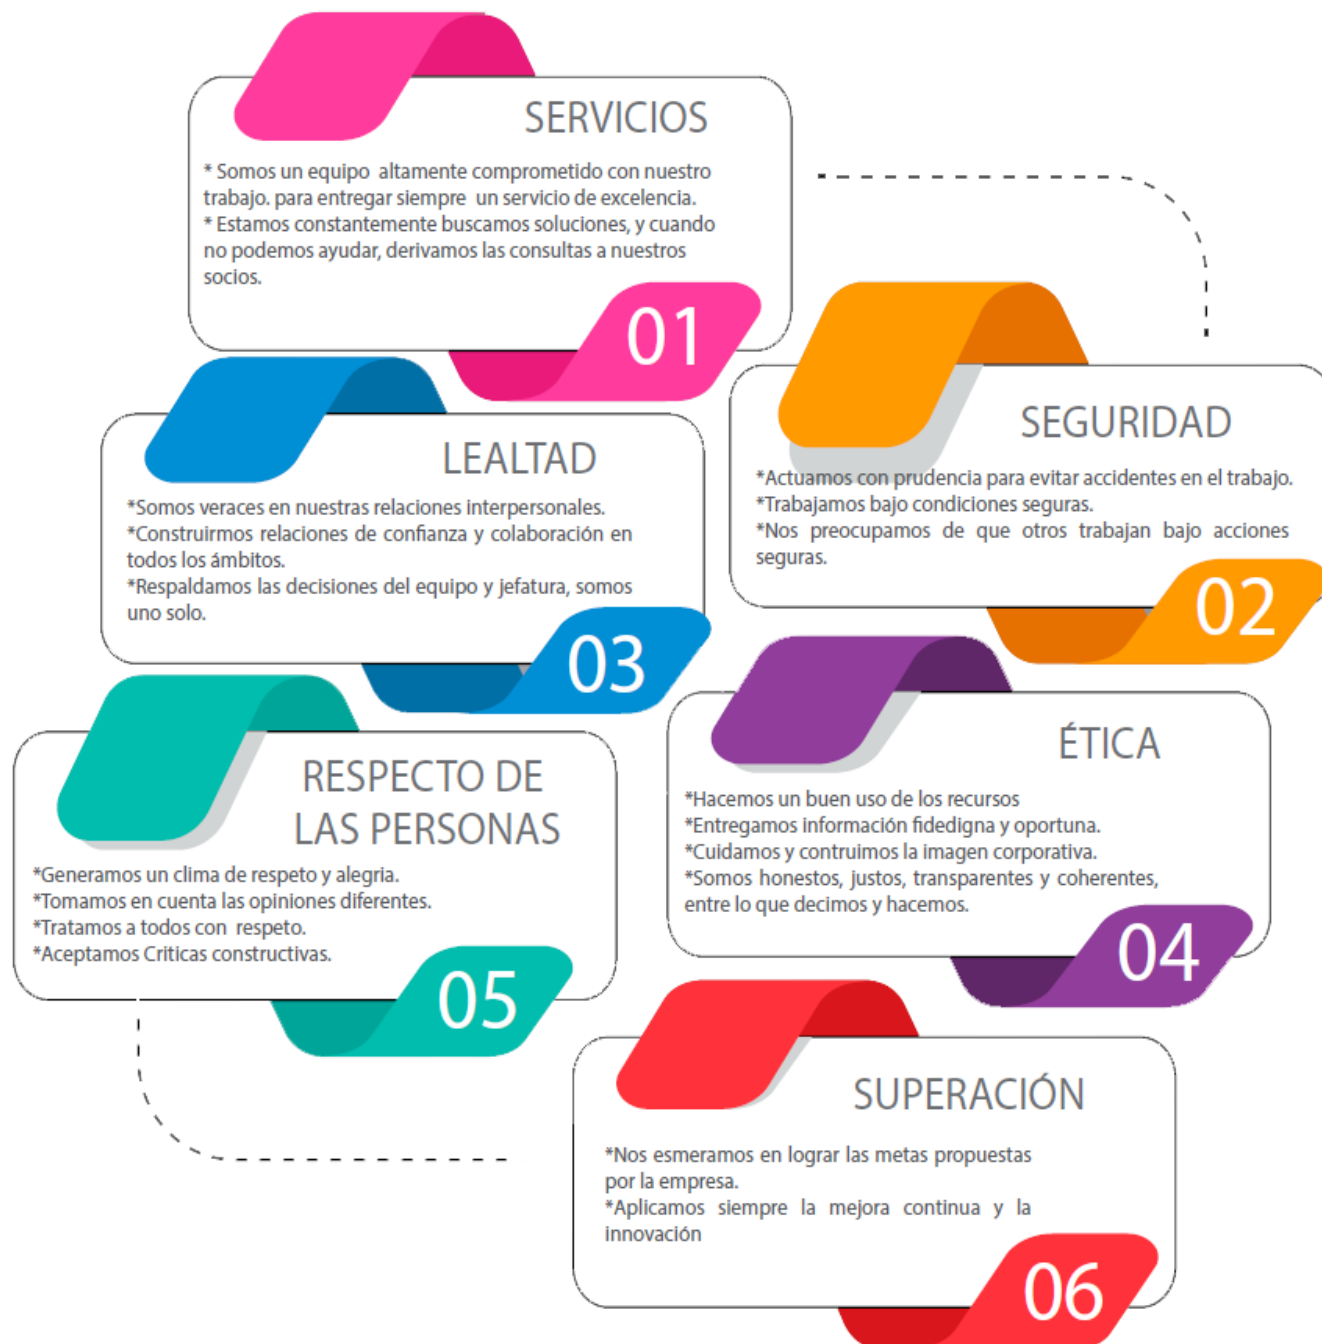 SERVICIOS
* Somos un equipo altamente comprometido con nuestro
trabajo. para entregar siempre un servicio de excelencia.
* Estamos constantemente buscamos soluciones, y cuando
no podemos ayudar, derivamos las consultas a nuestros
socios.
01
SEGURIDAD
*Actuamos con prudencia para evitar accidentes en el trabajo.
*Trabajamos bajo condiciones seguras.
*Nos preocupamos de que otros trabajan bajo acciones
seguras.
02
LEALTAD
*Somos veraces en nuestras relaciones interpersonales.
*Construirmos relaciones de confianza y colaboración en
todos los ámbitos.
*Respaldamos las decisiones del equipo y jefatura, somos
uno solo.
03
ÉTICA
*Hacemos un buen uso de los recursos
*Entregamos información fidedigna y oportuna.
*Cuidamos y contruimos la imagen corporativa.
*Somos honestos, justos, transparentes y coherentes,
entre lo que decimos y hacemos.
04
RESPECTO DE
LAS PERSONAS
*Generamos un clima de respeto y alegria.
*Tomamos en cuenta las opiniones diferentes.
*Tratamos a todos con respeto.
*Aceptamos Criticas constructivas.
05
SUPERACIÓN
*Nos esmeramos en lograr las metas propuestas
por la empresa.
*Aplicamos siempre la mejora continua y la
innovación
06